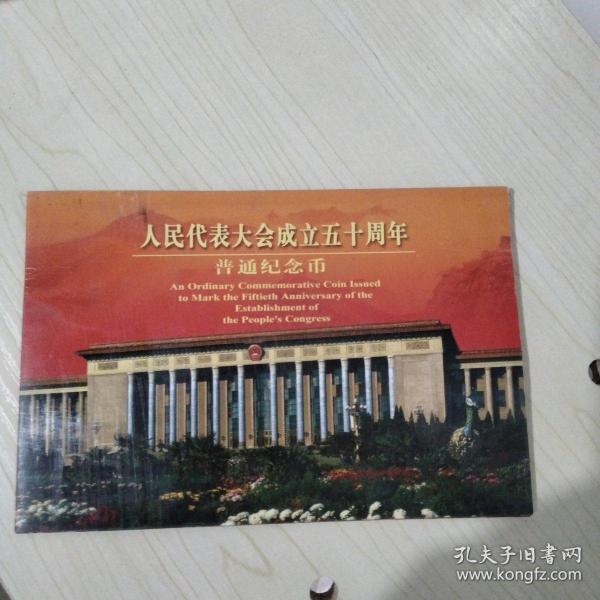 人民代表大会成立五十周年
普通纪念币
An Ordinary Commemorative Coin Issued
to Mark the Fiftieth Anniversary of the
Establishment of
the People's Congress
孔夫子旧书网
www.kongfz.com